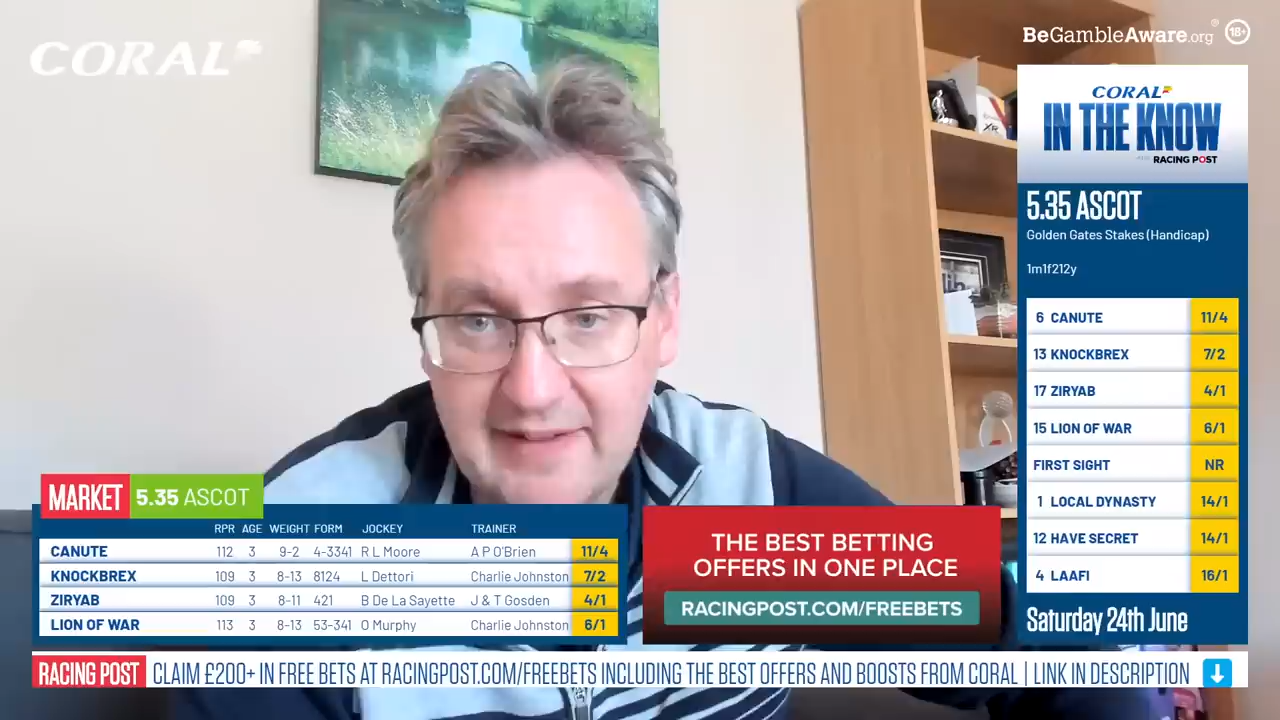 CORAL
BeGambleAware.org® 18+
CORAL
IN THE KNOW
RACING POST
5.35 ASCOT
Golden Gates Stakes (Handicap)
1m1f212y
6 CANUTE 11/4
13 KNOCKBREX 7/2
17 ZIRYAB 4/1
15 LION OF WAR 6/1
FIRST SIGHT NR
1 LOCAL DYNASTY 14/1
12 HAVE SECRET 14/1
4 LAAFI 16/1
Saturday 24th June
MARKET 5.35 ASCOT
RPR AGE WEIGHT FORM JOCKEY TRAINER
CANUTE 112 3 9-2 4-3341 R L Moore A P O'Brien 11/4
KNOCKBREX 109 3 8-13 8124 L Dettori Charlie Johnston 7/2
ZIRYAB 109 3 8-11 421 B De La Sayette J & T Gosden 4/1
LION OF WAR 113 3 8-13 53-341 O Murphy Charlie Johnston 6/1
THE BEST BETTING
OFFERS IN ONE PLACE
RACINGPOST.COM/FREEBETS
RACING POST CLAIM £200+ IN FREE BETS AT RACINGPOST.COM/FREEBETS INCLUDING THE BEST OFFERS AND BOOSTS FROM CORAL | LINK IN DESCRIPTION